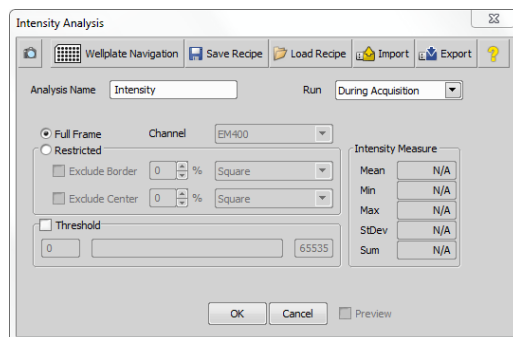 Intensity Analysis
Wellplate Navigation Save Recipe Load Recipe Import Export ?
Analysis Name Intensity Run During Acquisition
Full Frame Channel EM400
Restricted Intensity Measure
Exclude Border 0 % Square Mean N/A
Min N/A
Exclude Center 0 % Square Max N/A
Threshold StDev N/A
0 65535 Sum N/A
OK Cancel Preview